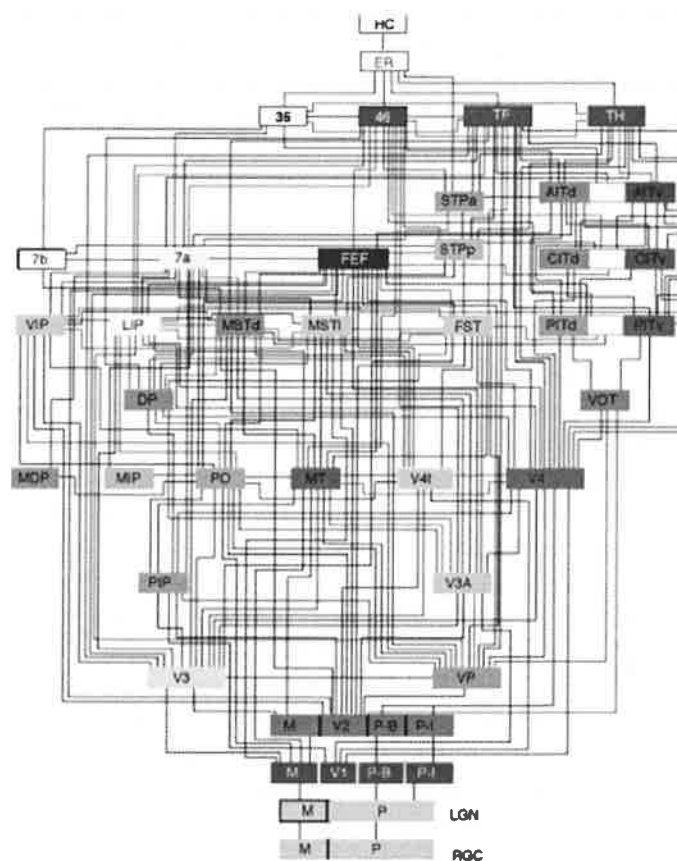 HC
ER
36 46 TF TH
STPa AITd AITv
7b 7a FEF STPp CITd CITv
VIP LIP MSTd MSTl FST PITd PITv
DP VOT
MDP MIP PO MT V4t V4
PIP V3A
V3 VP
M V2 P-B P-I
M V1 P-B P-I
M P LGN
M P RGC